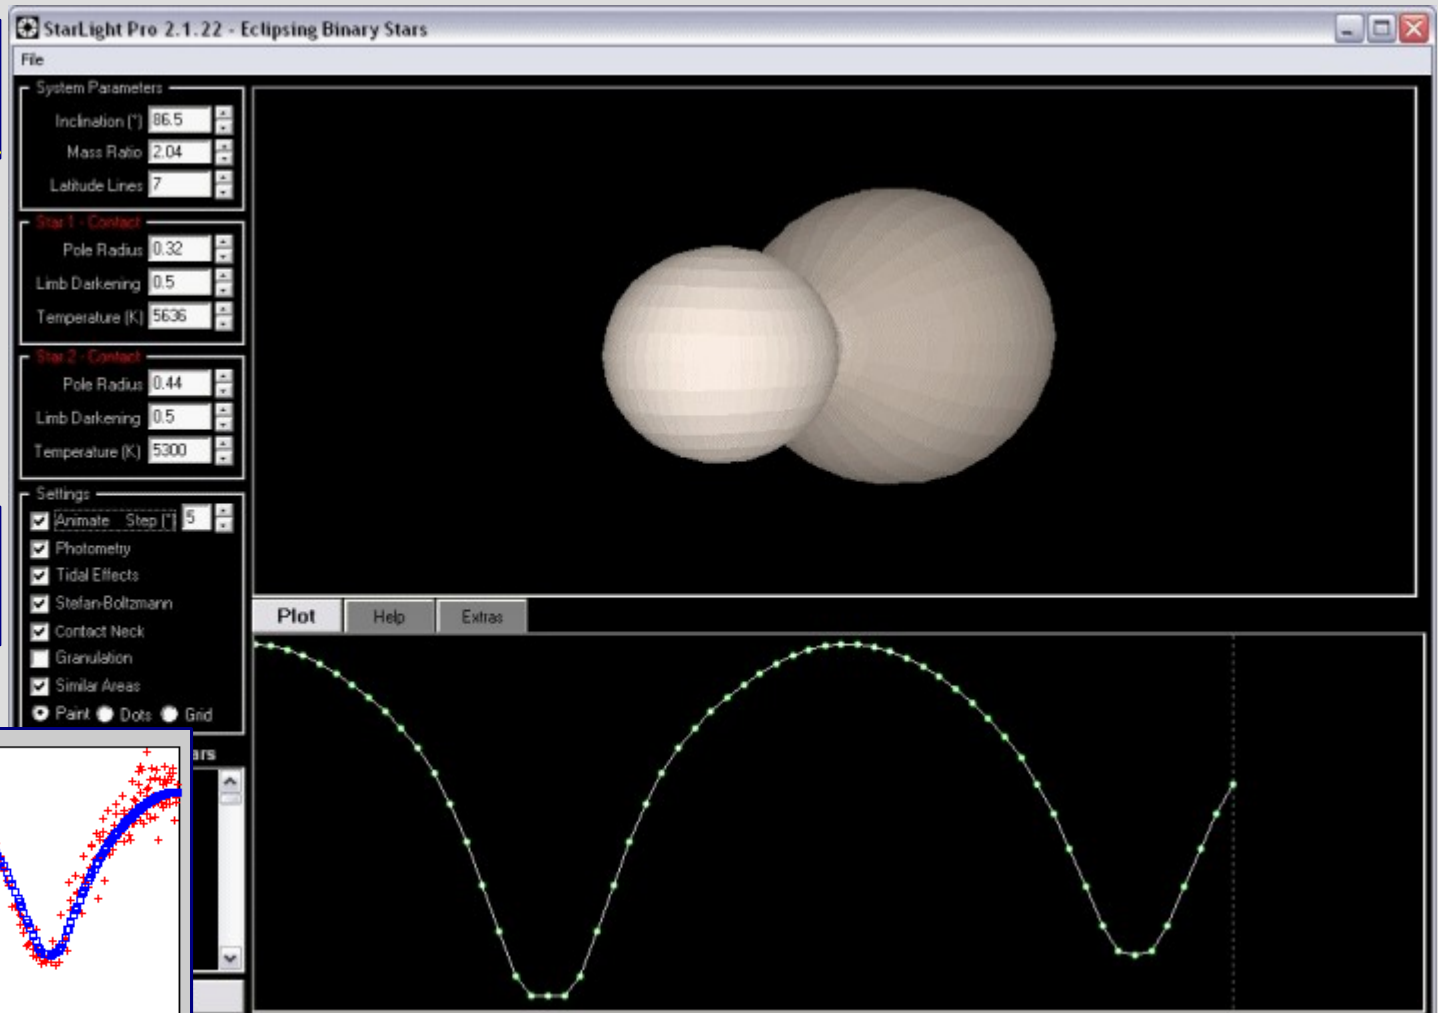 StarLight Pro 2.1.22 - Eclipsing Binary Stars
File
System Parameters
Inclination (°) 86.5
Mass Ratio 2.04
Latitude Lines 7
Star 1 - Contact
Pole Radius 0.32
Limb Darkening 0.5
Temperature (K) 5636
Star 2 - Contact
Pole Radius 0.44
Limb Darkening 0.5
Temperature (K) 5300
Settings
Animate Step (°) 5
Photometry
Tidal Effects
Stefan-Boltzmann
Contact Neck
Granulation
Similar Areas
Paint Dots Grid
ars
Plot Help Extras